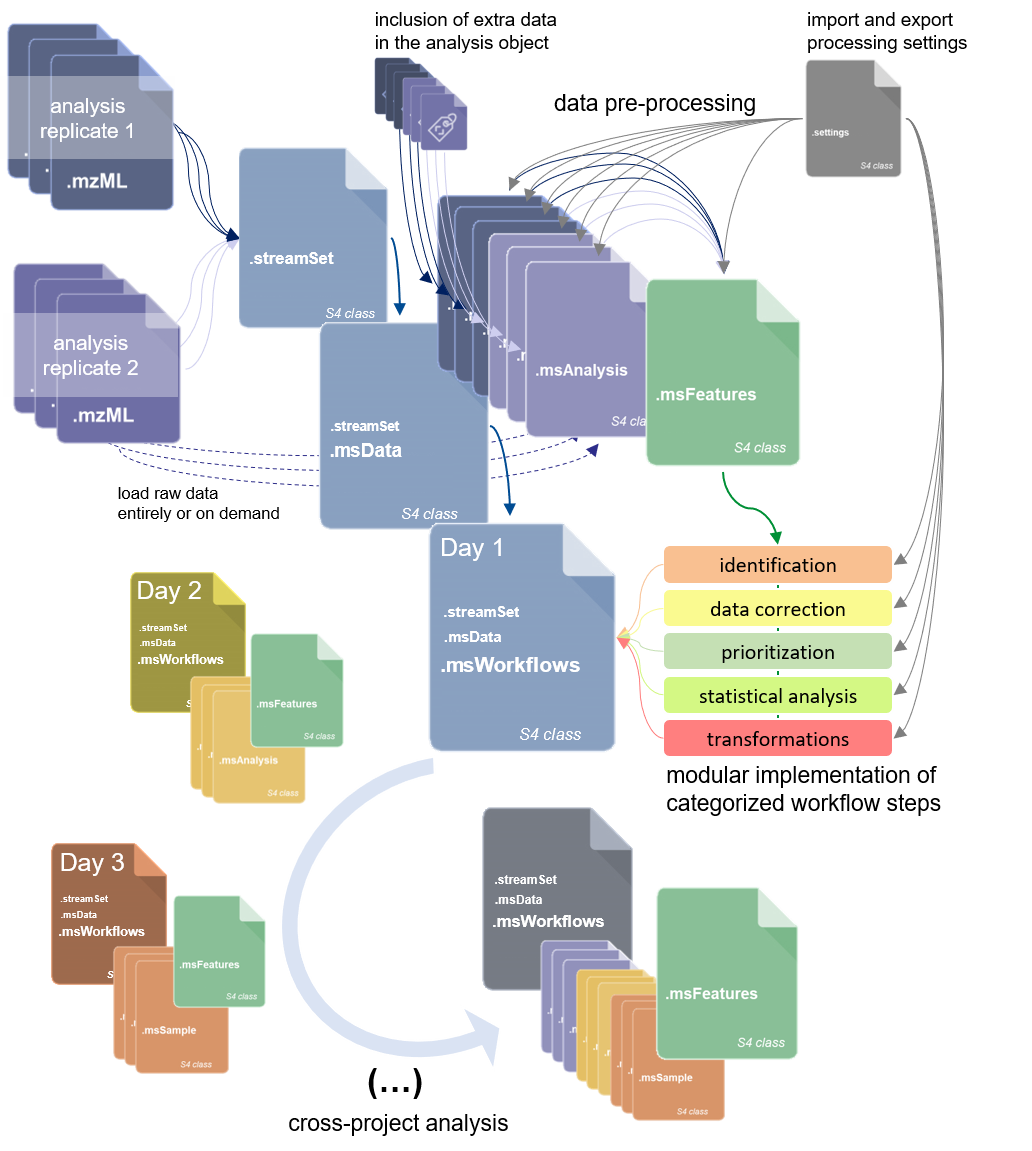 inclusion of extra data
in the analysis object
import and export
processing settings
data pre-processing
analysis
replicate 1
.mzML
.settings
S4 class
.streamSet
S4 class
analysis
replicate 2
.mzML
.msAnalysis
S4 cla
.msFeatures
S4 class
.streamSet
.msData
S4 class
load raw data
entirely or on demand
Day 1
.streamSet
.msData
.msWorkflows
S4 class
identification
data correction
prioritization
statistical analysis
transformations
modular implementation of
categorized workflow steps
Day 2
.streamSet
.msData
.msWorkflows
S
.msFeatures
S4 class
.msAnalysis
S4 class
Day 3
.streamSet
.msData
.msWorkflows
S
.msFeatures
S4 class
.msSample
S4 class
.streamSet
.msData
.msWorkflows
.msFeatures
S4 class
.msSample
S4 class
(...)
cross-project analysis